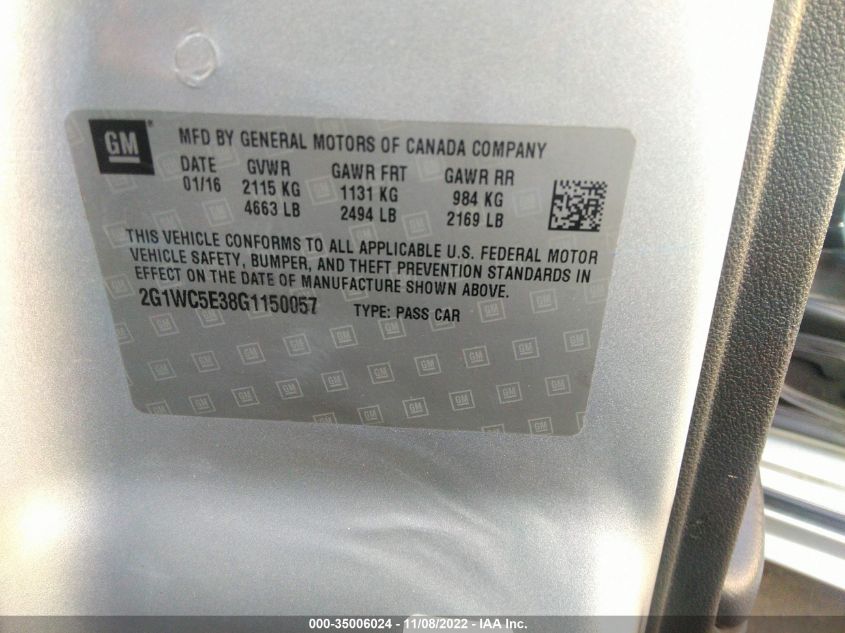 GM
MFD BY GENERAL MOTORS OF CANADA COMPANY
DATE GVWR GAWR FRT GAWR RR
01/16 2115 KG 1131 KG 984 KG
4663 LB 2494 LB 2169 LB
THIS VEHICLE CONFORMS TO ALL APPLICABLE U.S. FEDERAL MOTOR
VEHICLE SAFETY, BUMPER, AND THEFT PREVENTION STANDARDS IN
EFFECT ON THE DATE OF MANUFACTURE SHOWN ABOVE.
2G1WC5E38G1150057 TYPE: PASS CAR
000-35006024 - 11/08/2022 - IAA Inc.